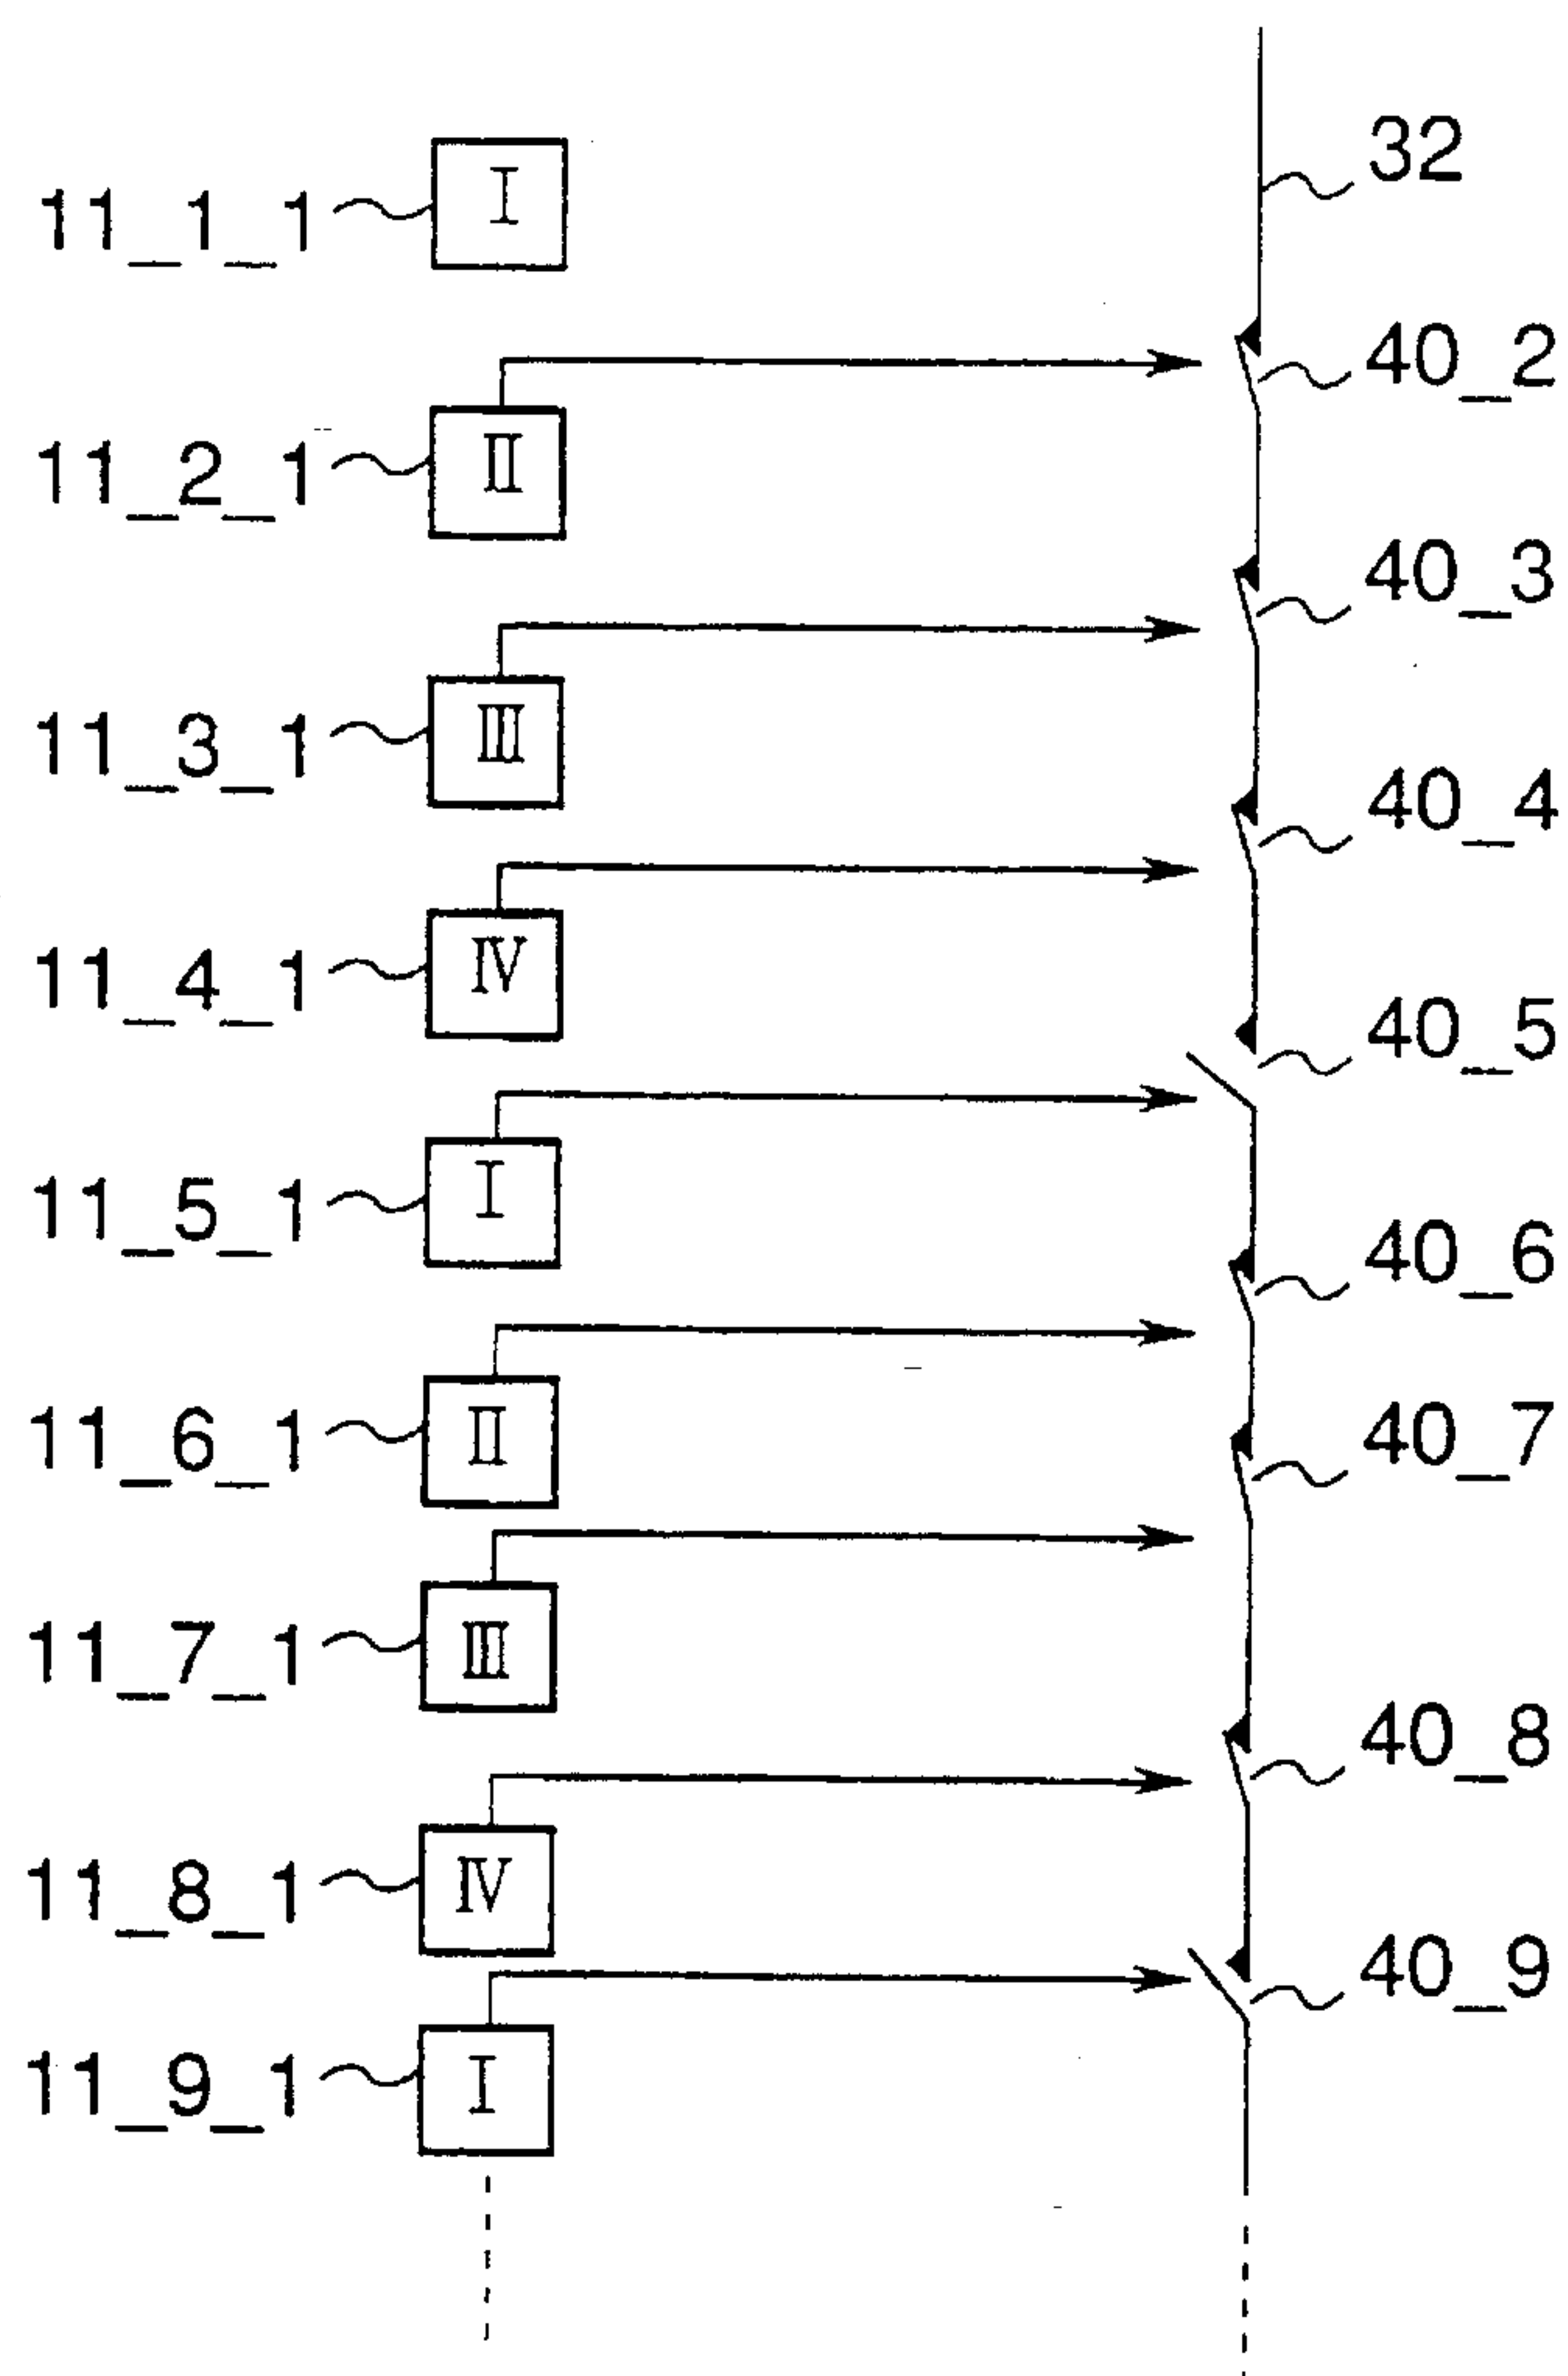 32
11_1_1 I
40_2
11_2_1 II
40_3
11_3_1 III
40_4
11_4_1 IV
40_5
11_5_1 I
40_6
11_6_1 II
40_7
11_7_1 III
40_8
11_8_1 IV
40_9
11_9_1 I